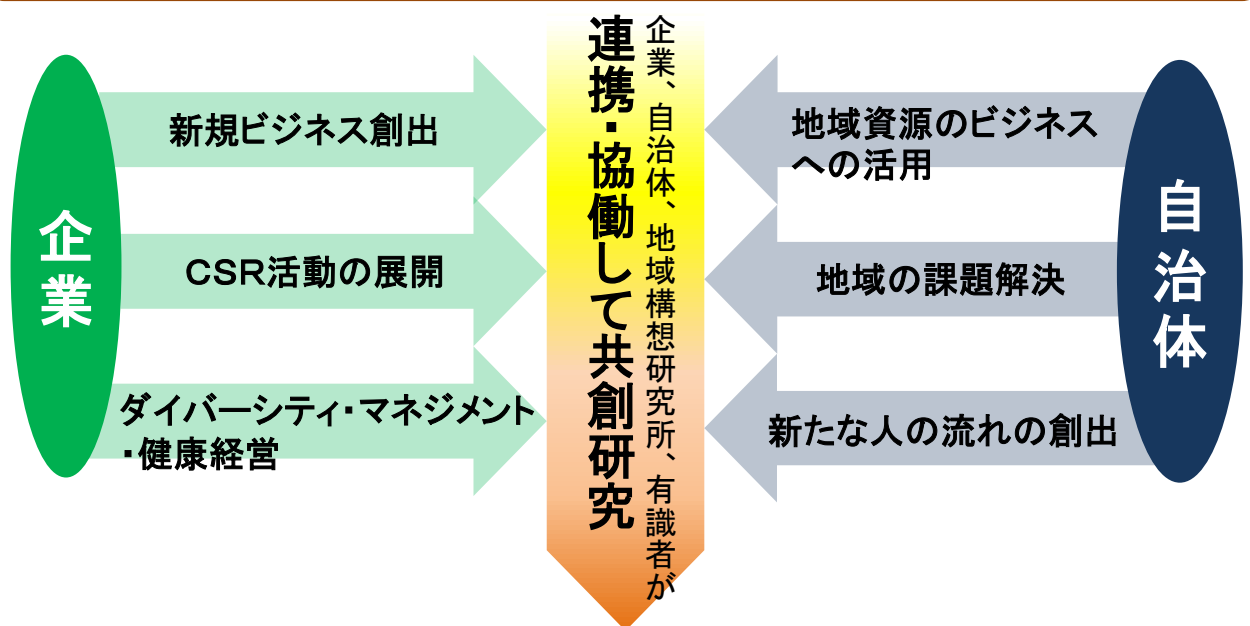 企業
新規ビジネス創出
CSR活動の展開
ダイバーシティ・マネジメント
・健康経営
企業、自治体、地域構想研究所、有識者が
連携・協働して共創研究
地域資源のビジネス
への活用
地域の課題解決
新たな人の流れの創出
自治体